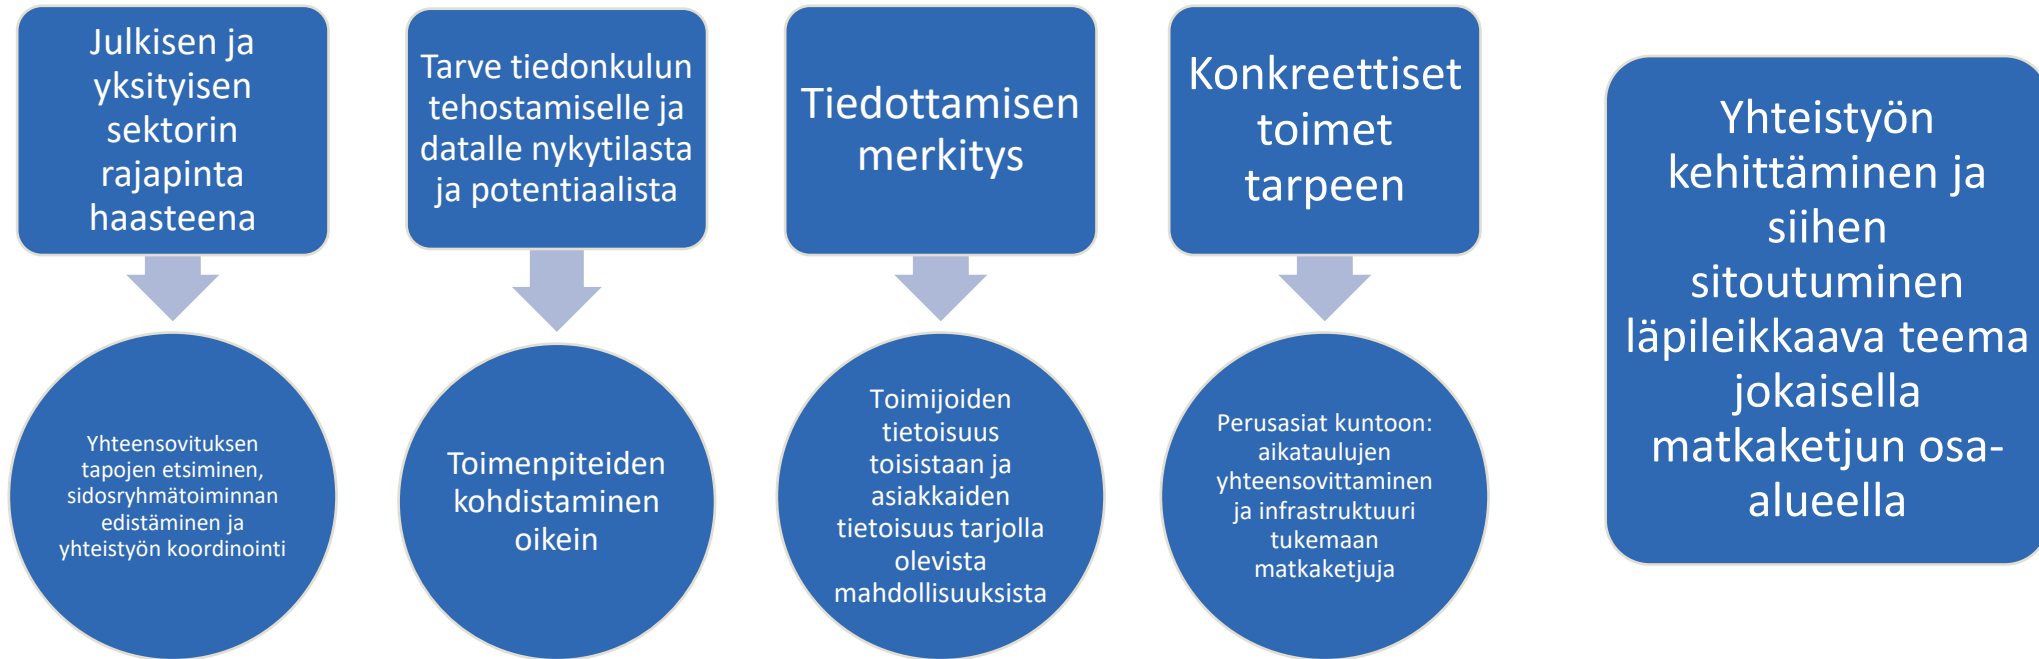 Julkisen ja
yksityisen
sektorin
rajapinta
haasteena
Yhteensovituksen
tapojen etsiminen,
sidosryhmätoiminnan
edistäminen ja
yhteistyön koordinointi
Tarve tiedonkulun
tehostamiselle ja
datalle nykytilasta
ja potentiaalista
Toimenpiteiden
kohdistaminen
oikein
Tiedottamisen
merkitys
Toimijoiden
tietoisuus
toisistaan ja
asiakkaiden
tietoisuus tarjolla
olevista
mahdollisuuksista
Konkreettiset
toimet
tarpeen
Perusasiat kuntoon:
aikataulujen
yhteensovittaminen
ja infrastruktuuri
tukemaan
matkaketjuja
Yhteistyön
kehittäminen ja
siihen
sitoutuminen
läpileikkaava teema
jokaisella
matkaketjun osa-
alueella